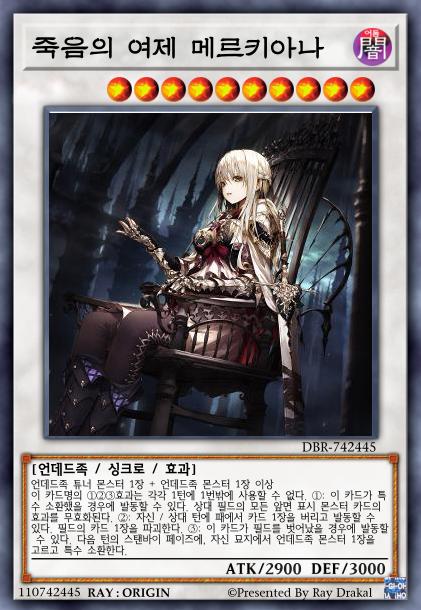 죽음의 여제 메르키아나
어둠
闇
DBR-742445
[언데드족 / 싱크로 / 효과]
언데드족 튜너 몬스터 1장 + 언데드족 몬스터 1장 이상
이 카드명의 ①②③효과는 각각 1턴에 1번밖에 사용할 수 없다. ①: 이 카드가 특
수 소환했을 경우에 발동할 수 있다. 상대 필드의 모든 앞면 표시 몬스터 카드의
효과를 무효화된다. ②: 자신 / 상대 턴에 패에서 카드 1장을 버리고 발동할 수
있다. 필드의 카드 1장을 파괴한다. ③: 이 카드가 필드를 벗어났을 경우에 발동할
수 있다. 다음 턴의 스탠바이 페이즈에, 자신 묘지에서 언데드족 몬스터 1장을
고르고 특수 소환한다.
ATK/2900 DEF/3000
110742445 RAY : ORIGIN ©Presented By Ray Drakal